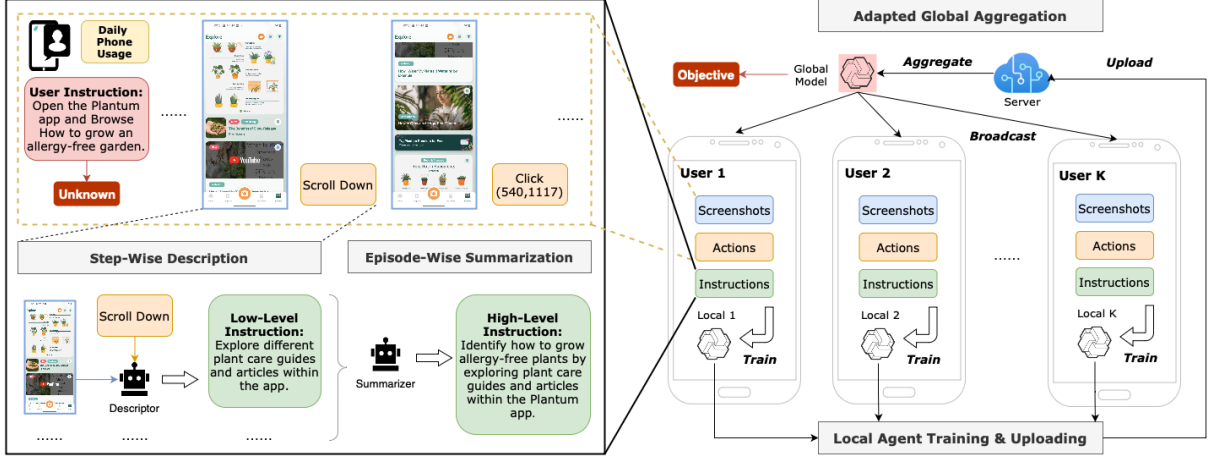 Daily
Phone
Usage
User Instruction:
Open the Plantum
app and Browse
How to grow an
allergy-free garden.
Unknown
......
Explore
YouTube
Scroll Down
Explore
......
Click
(540,1117)
Step-Wise Description
Episode-Wise Summarization
Scroll Down
Descriptor
Low-Level
Instruction:
Explore different
plant care guides
and articles within
the app.
Summarizer
High-Level
Instruction:
Identify how to grow
allergy-free plants by
exploring plant care
guides and articles
within the Plantum
app.
......
......
......
......
Adapted Global Aggregation
Objective
Global
Model
Aggregate
Server
Upload
Broadcast
User 1
Screenshots
Actions
Instructions
Local 1
Train
User 2
Screenshots
Actions
Instructions
Local 2
Train
......
User K
Screenshots
Actions
Instructions
Local K
Train
Local Agent Training & Uploading